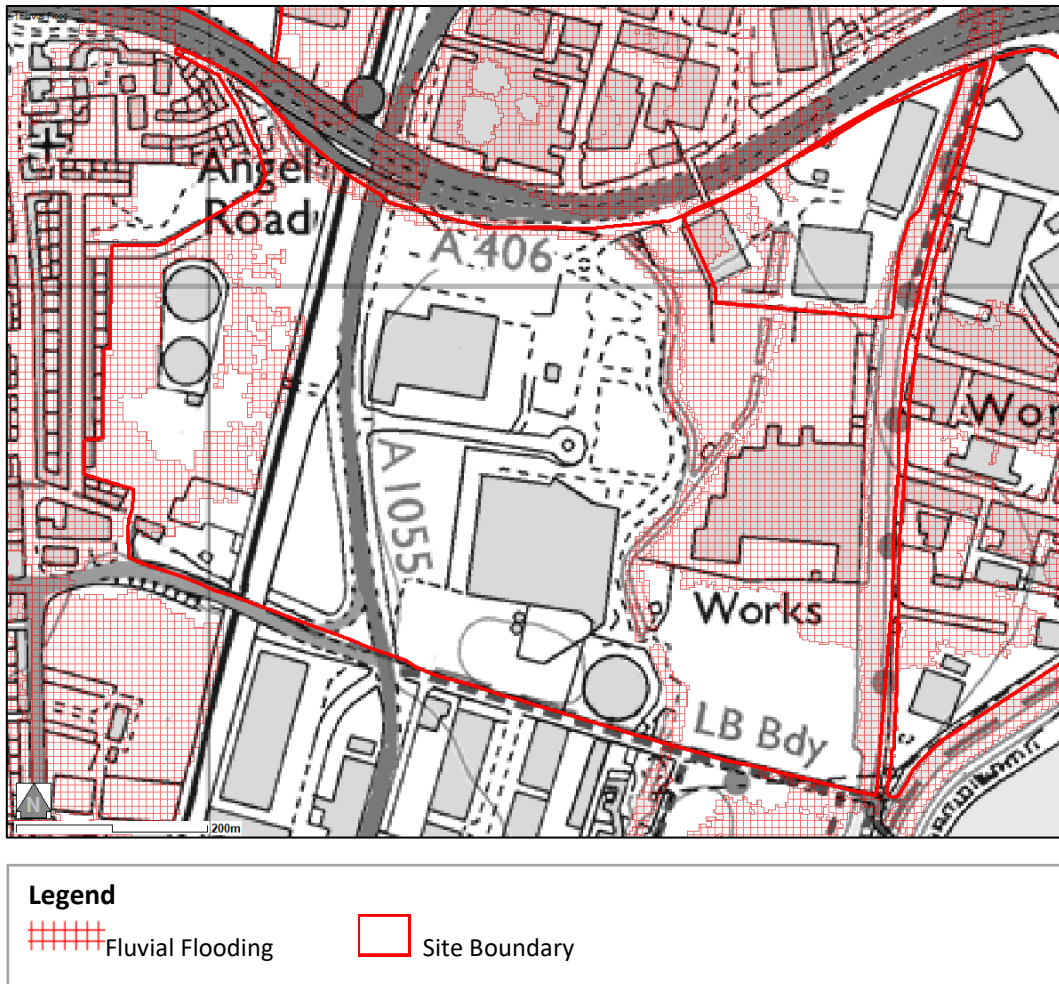 Angel
Road
A 406
A 1055
Wor
Works
LB Bdy
N
200m
Legend
Fluvial Flooding
Site Boundary